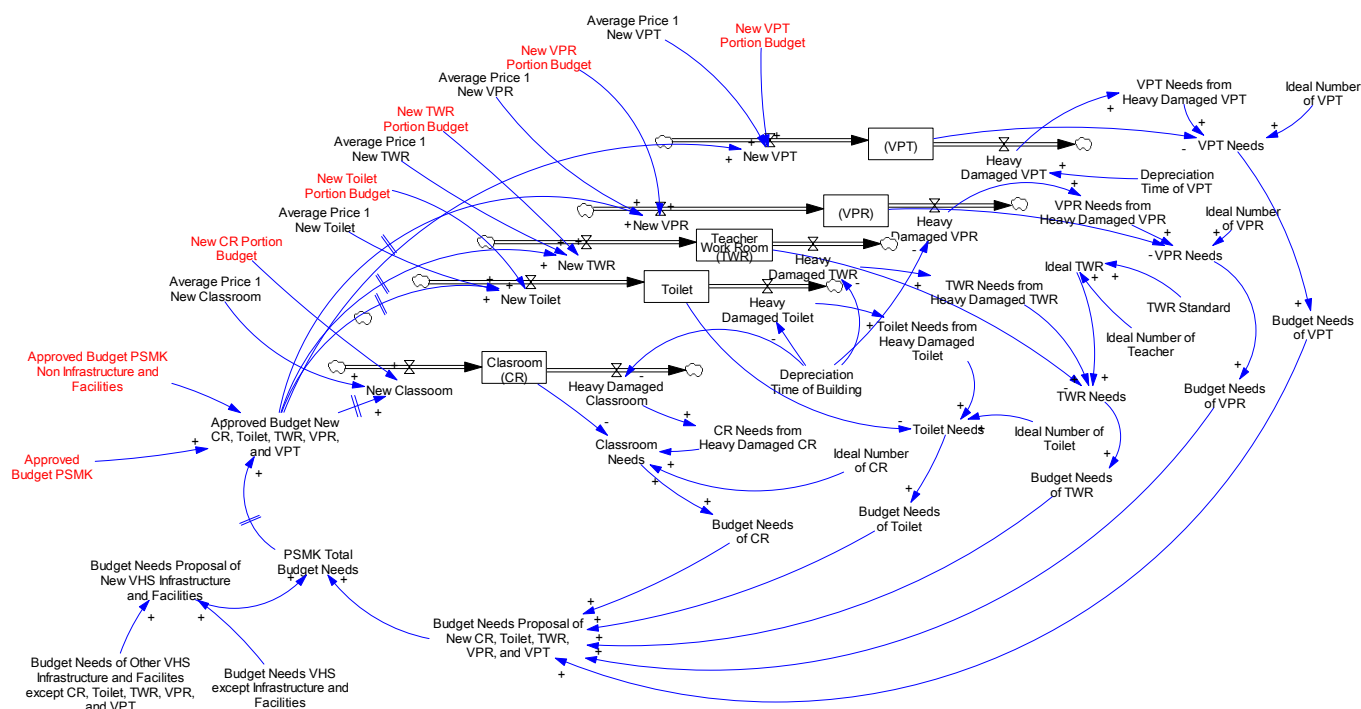 Average Price 1
New VPT
New VPT
Portion Budget
New VPR
Portion Budget
Average Price 1
New VPR
New TWR
Portion Budget
Average Price 1
New TWR
New Toilet
Portion Budget
Average Price 1
New Toilet
New CR Portion
Budget
Average Price 1
New Classroom
Approved Budget PSMK
Non Infrastructure and
Facilities
Approved
Budget PSMK
Approved Budget New
CR, Toilet, TWR, VPR,
and VPT
New VPT
(VPT)
Heavy
Damaged VPT
VPT Needs from
Heavy Damaged VPT
Ideal Number
of VPT
VPT Needs
Depreciation
Time of VPT
New VPR
(VPR)
Heavy
Damaged VPR
VPR Needs from
Heavy Damaged VPR
Ideal Number
of VPR
VPR Needs
New TWR
Teacher
Work Room
(TWR)
Heavy
Damaged TWR
TWR Needs from
Heavy Damaged TWR
Ideal TWR
TWR Standard
Ideal Number of
Teacher
TWR Needs
New Toilet
Toilet
Heavy
Damaged Toilet
Toilet Needs from
Heavy Damaged
Toilet
Toilet Needs
Ideal Number of
Toilet
New Classoom
Clasroom
(CR)
Heavy Damaged
Classroom
Depreciation
Time of Building
CR Needs from
Heavy Damaged CR
Classroom
Needs
Ideal Number
of CR
Budget Needs
of VPT
Budget Needs
of VPR
Budget Needs
of TWR
Budget Needs
of Toilet
Budget Needs
of CR
PSMK Total
Budget Needs
Budget Needs Proposal of
New VHS Infrastructure
and Facilities
Budget Needs Proposal of
New CR, Toilet, TWR,
VPR, and VPT
Budget Needs of Other VHS
Infrastructure and Facilites
except CR, Toilet, TWR, VPR,
and VPT
Budget Needs VHS
except Infrastructure and
Facilities